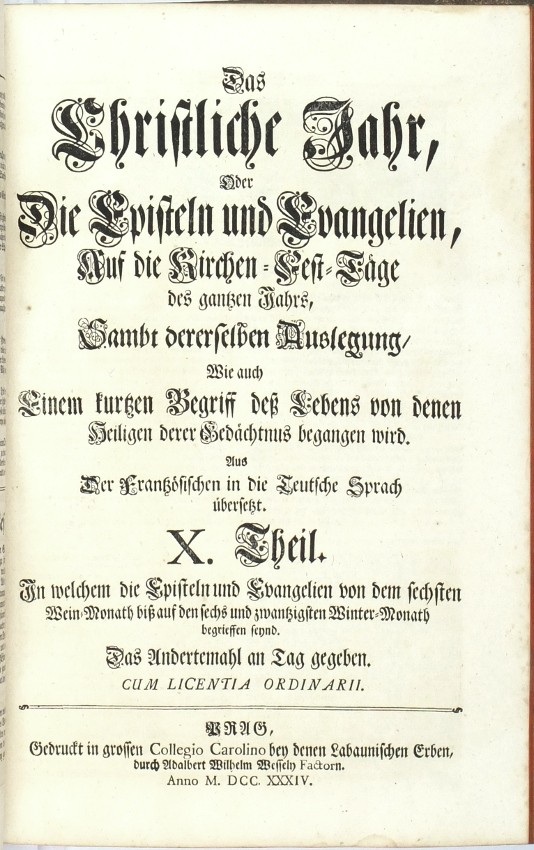 Das
Christliche Jahr,
Oder
Die Episteln und Evangelien,
Auf die Kirchen-Fest-Täge
des gantzen Jahrs,
Sambt dererselben Auslegung/
Wie auch
Einem kurtzen Begriff deß Lebens von denen
Heiligen derer Gedächtnus begangen wird.
Aus
Der Frantzösischen in die Teutsche Sprach
übersetzt.
X. Theil.
In welchem die Episteln und Evangelien von dem sechsten
Wein-Monath biß auf den sechs und zwantzigsten Winter-Monath
begrieffen seynd.
Das Andertemahl an Tag gegeben.
CUM LICENTIA ORDINARII.
PRAG,
Gedruckt in grossen Collegio Carolino bey denen Labaunischen Erben,
durch Adalbert Wilhelm Wessely Factorn.
Anno M. DCC. XXXIV.